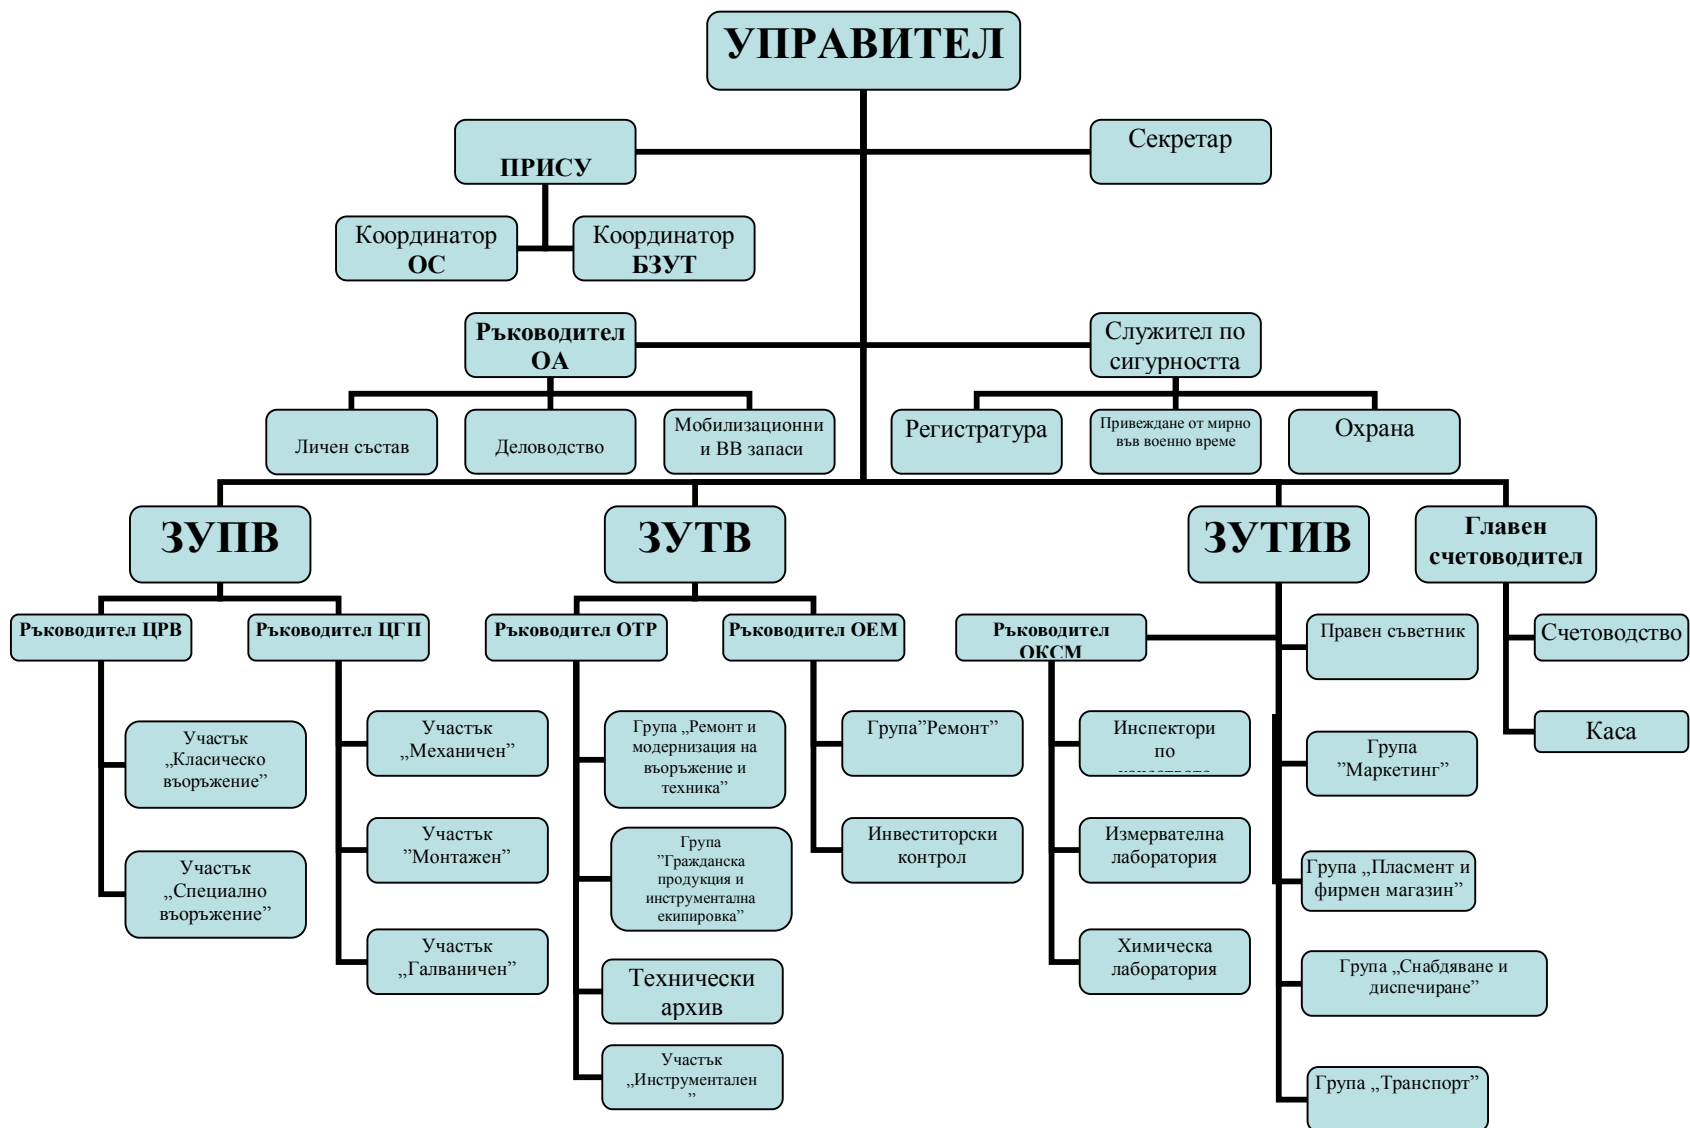 УПРАВИТЕЛ
ПРИСУ
Секретар
Координатор
ОС
Координатор
БЗУТ
Ръководител
ОА
Служител по
сигурността
Личен състав
Деловодство
Мобилизационни
и ВВ запаси
Регистратура
Привеждане от мирно
във военно време
Охрана
ЗУПВ
ЗУТВ
ЗУТИВ
Главен
счетоводител
Ръководител ЦРВ
Ръководител ЦГП
Ръководител ОТР
Ръководител ОЕМ
Ръководител
ОКСМ
Правен съветник
Счетоводство
Участък
„Класическо
въоръжение”
Участък
„Специално
въоръжение”
Участък
„Механичен”
Участък
”Монтажен”
Участък
„Галваничен”
Група „Ремонт и
модернизация на
въоръжение и
техника”
Група
”Гражданска
продукция и
инструментална
екипировка”
Технически
архив
Участък
„Инструментален
”
Група”Ремонт”
Инвеститорски
контрол
Инспектори
по
Измервателна
лаборатория
Химическа
лаборатория
Група
”Маркетинг”
Група „Пласмент и
фирмен магазин”
Група „Снабдяване и
диспечиране”
Група „Транспорт”
Каса